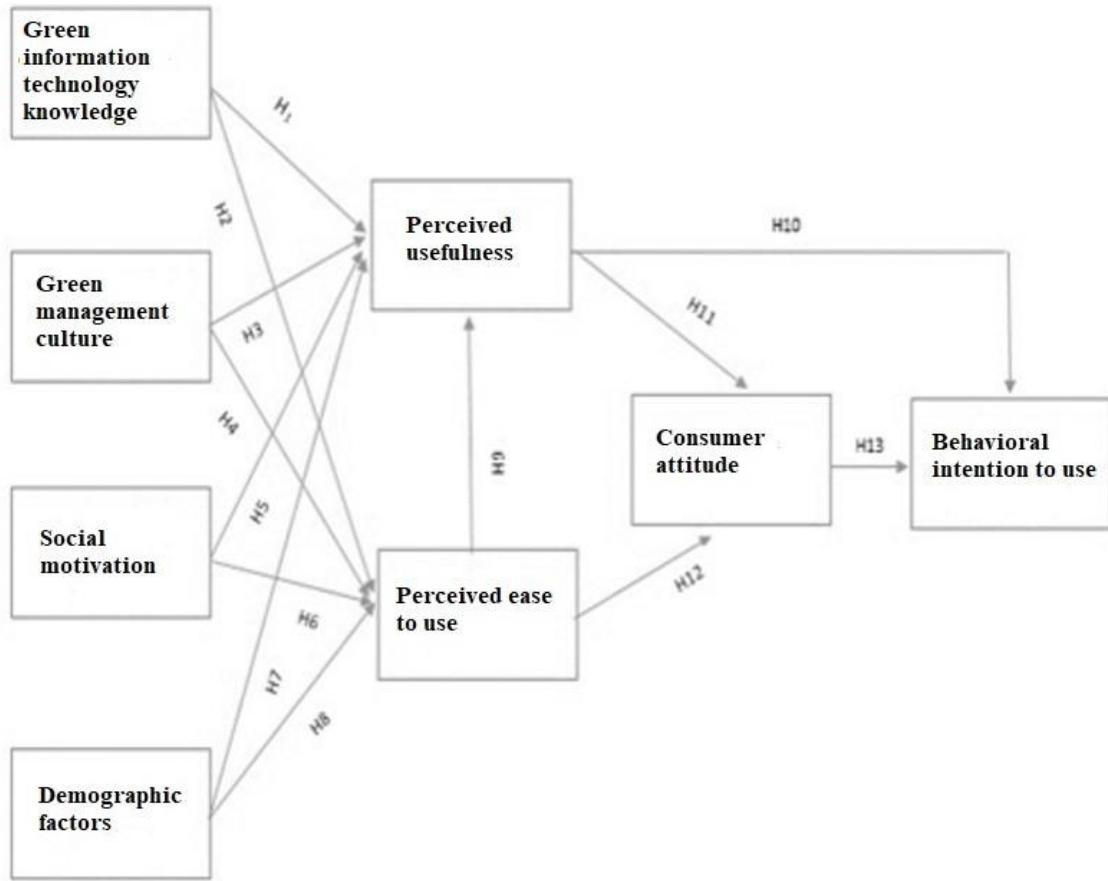 Green
information
technology
knowledge
H1
H2
Perceived
usefulness
H10
Green
management
culture
H3
H11
H4
Consumer
attitude
H13
Behavioral
intention to use
H9
Social
motivation
H5
H12
Perceived ease
to use
H6
H7
H8
Demographic
factors